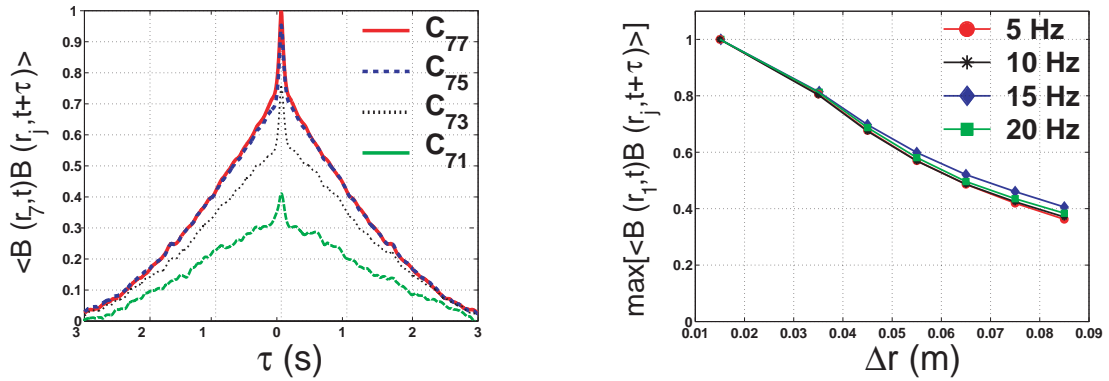 <B (r7,t)B (rj,t+τ)>
1
0.9
0.8
0.7
0.6
0.5
0.4
0.3
0.2
0.1
0
3 2 1 0 1 2 3
τ (s)
C77
C75
C73
C71
max[<B (r1,t)B (rj,t+τ)>]
1
0.8
0.6
0.4
0.2
0
0.01 0.02 0.03 0.04 0.05 0.06 0.07 0.08 0.09
Δr (m)
5 Hz
10 Hz
15 Hz
20 Hz